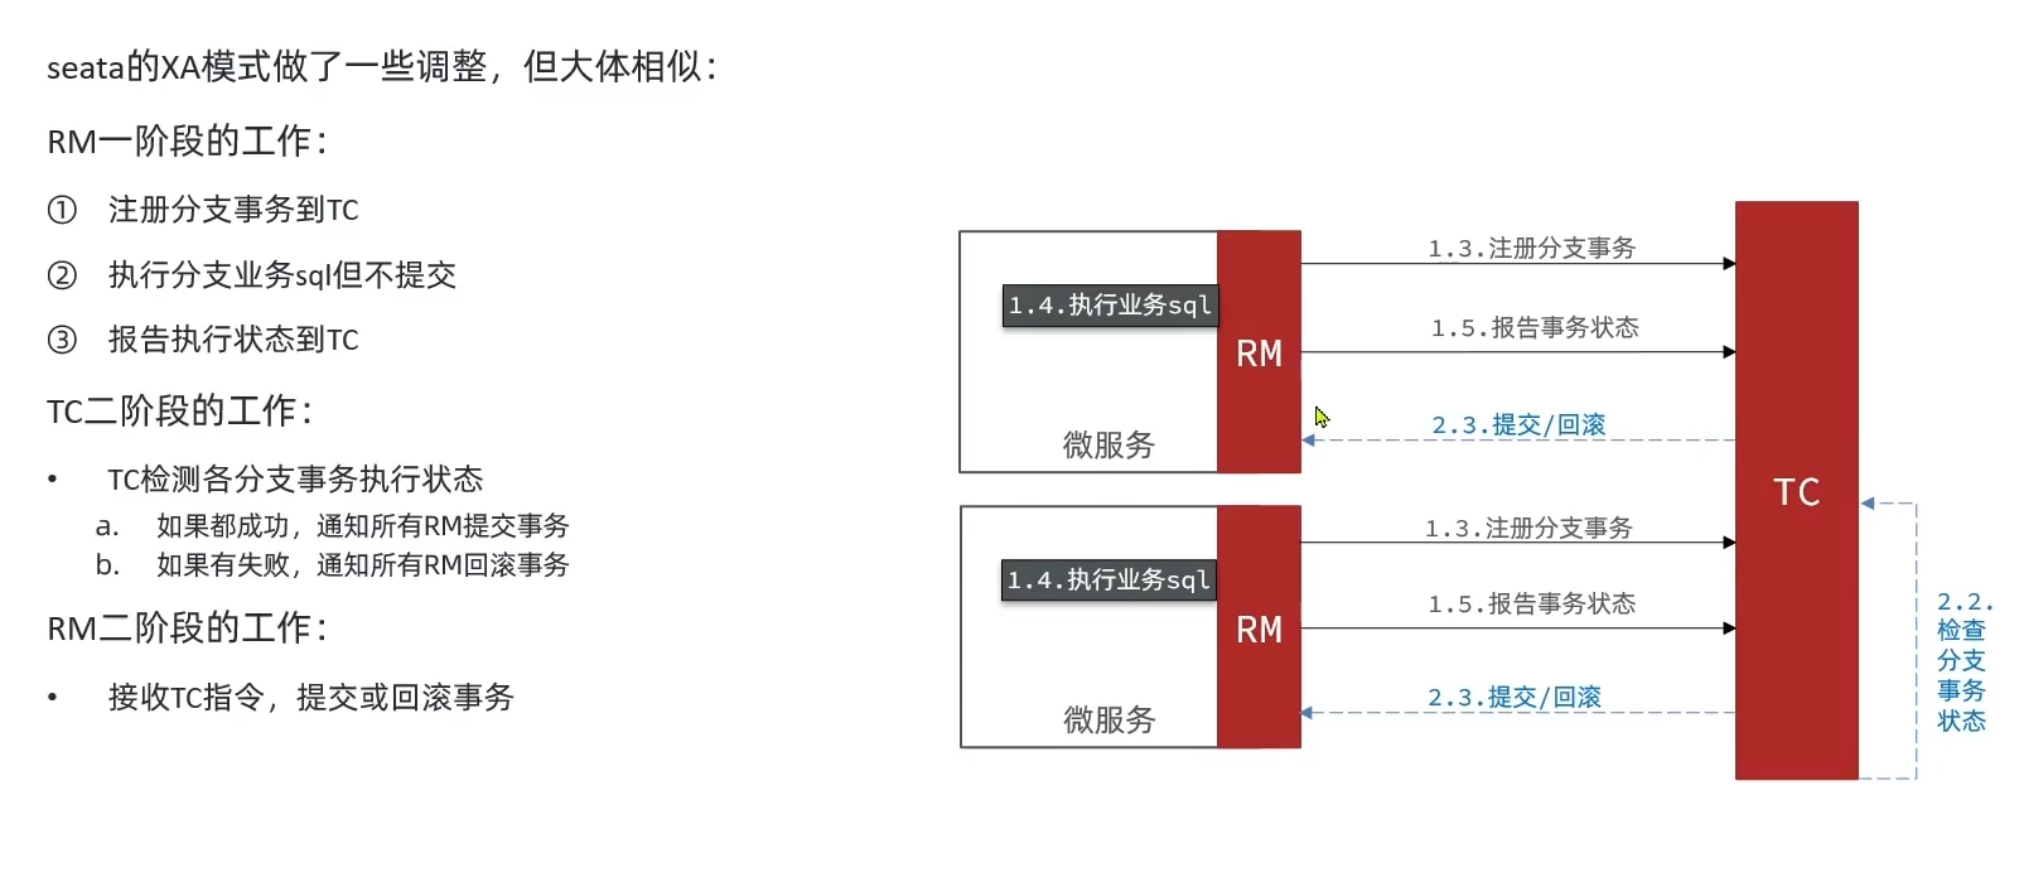 seata的XA模式做了一些调整，但大体相似：
RM一阶段的工作：
① 注册分支事务到TC
② 执行分支业务sql但不提交
③ 报告执行状态到TC
TC二阶段的工作：
• TC检测各分支事务执行状态
a. 如果都成功，通知所有RM提交事务
b. 如果有失败，通知所有RM回滚事务
RM二阶段的工作：
• 接收TC指令，提交或回滚事务
1.3.注册分支事务
1.4.执行业务sql
1.5.报告事务状态
RM
2.3.提交/回滚
微服务
TC
1.3.注册分支事务
1.4.执行业务sql
1.5.报告事务状态
RM
2.3.提交/回滚
微服务
2.2.
检查
分支
事务
状态